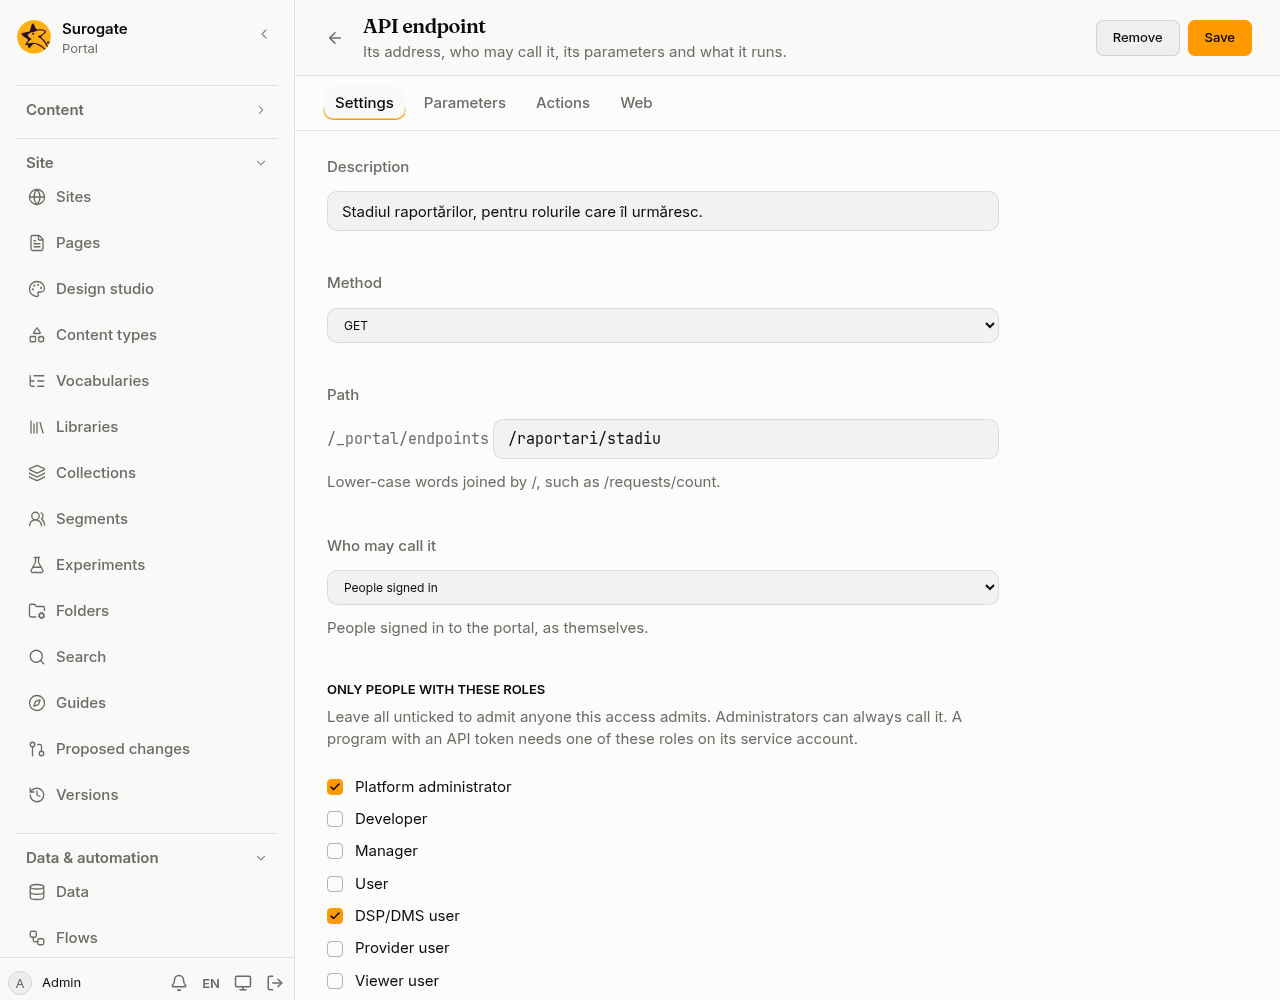 Surogate
Portal
Content
Site
Sites
Pages
Design studio
Content types
Vocabularies
Libraries
Collections
Segments
Experiments
Folders
Search
Guides
Proposed changes
Versions
Data & automation
Data
Flows
A Admin EN
API endpoint
Its address, who may call it, its parameters and what it runs.
Remove Save
Settings Parameters Actions Web
Description
Stadiul raportărilor, pentru rolurile care îl urmăresc.
Method
GET
Path
/_portal/endpoints /raportari/stadiu
Lower-case words joined by /, such as /requests/count.
Who may call it
People signed in
People signed in to the portal, as themselves.
ONLY PEOPLE WITH THESE ROLES
Leave all unticked to admit anyone this access admits. Administrators can always call it. A
program with an API token needs one of these roles on its service account.
Platform administrator
Developer
Manager
User
DSP/DMS user
Provider user
Viewer user